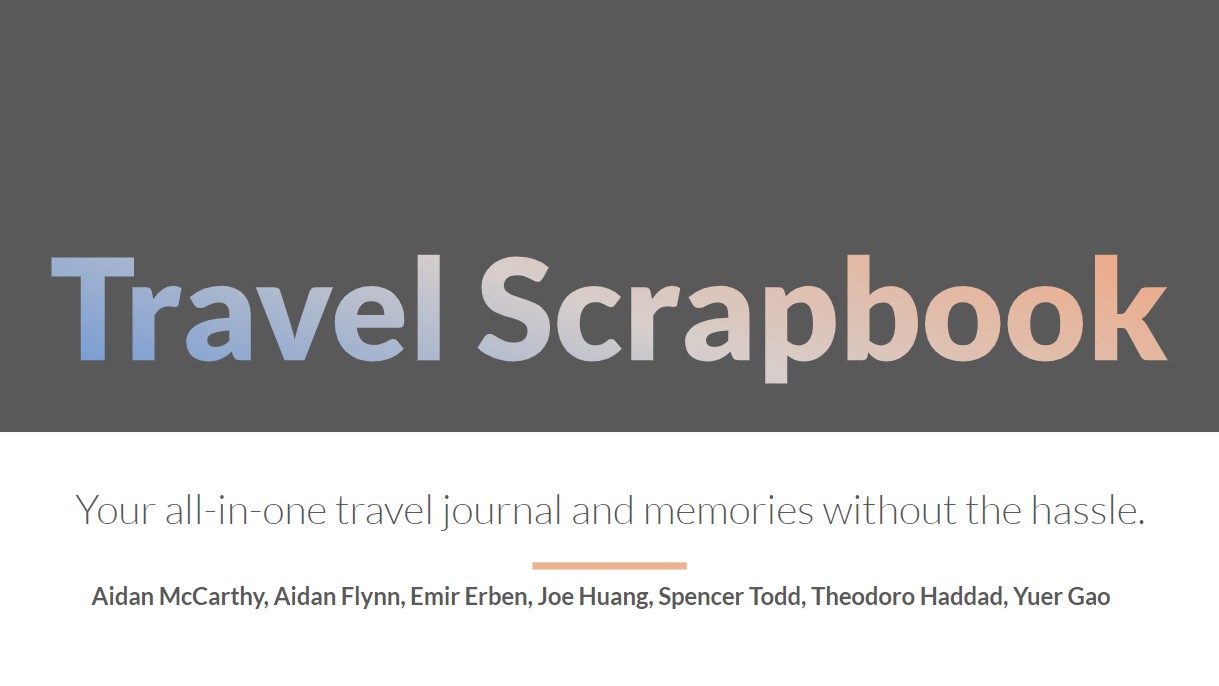 Travel Scrapbook
Your all-in-one travel journal and memories without the hassle.
Aidan McCarthy, Aidan Flynn, Emir Erben, Joe Huang, Spencer Todd, Theodoro Haddad, Yuer Gao